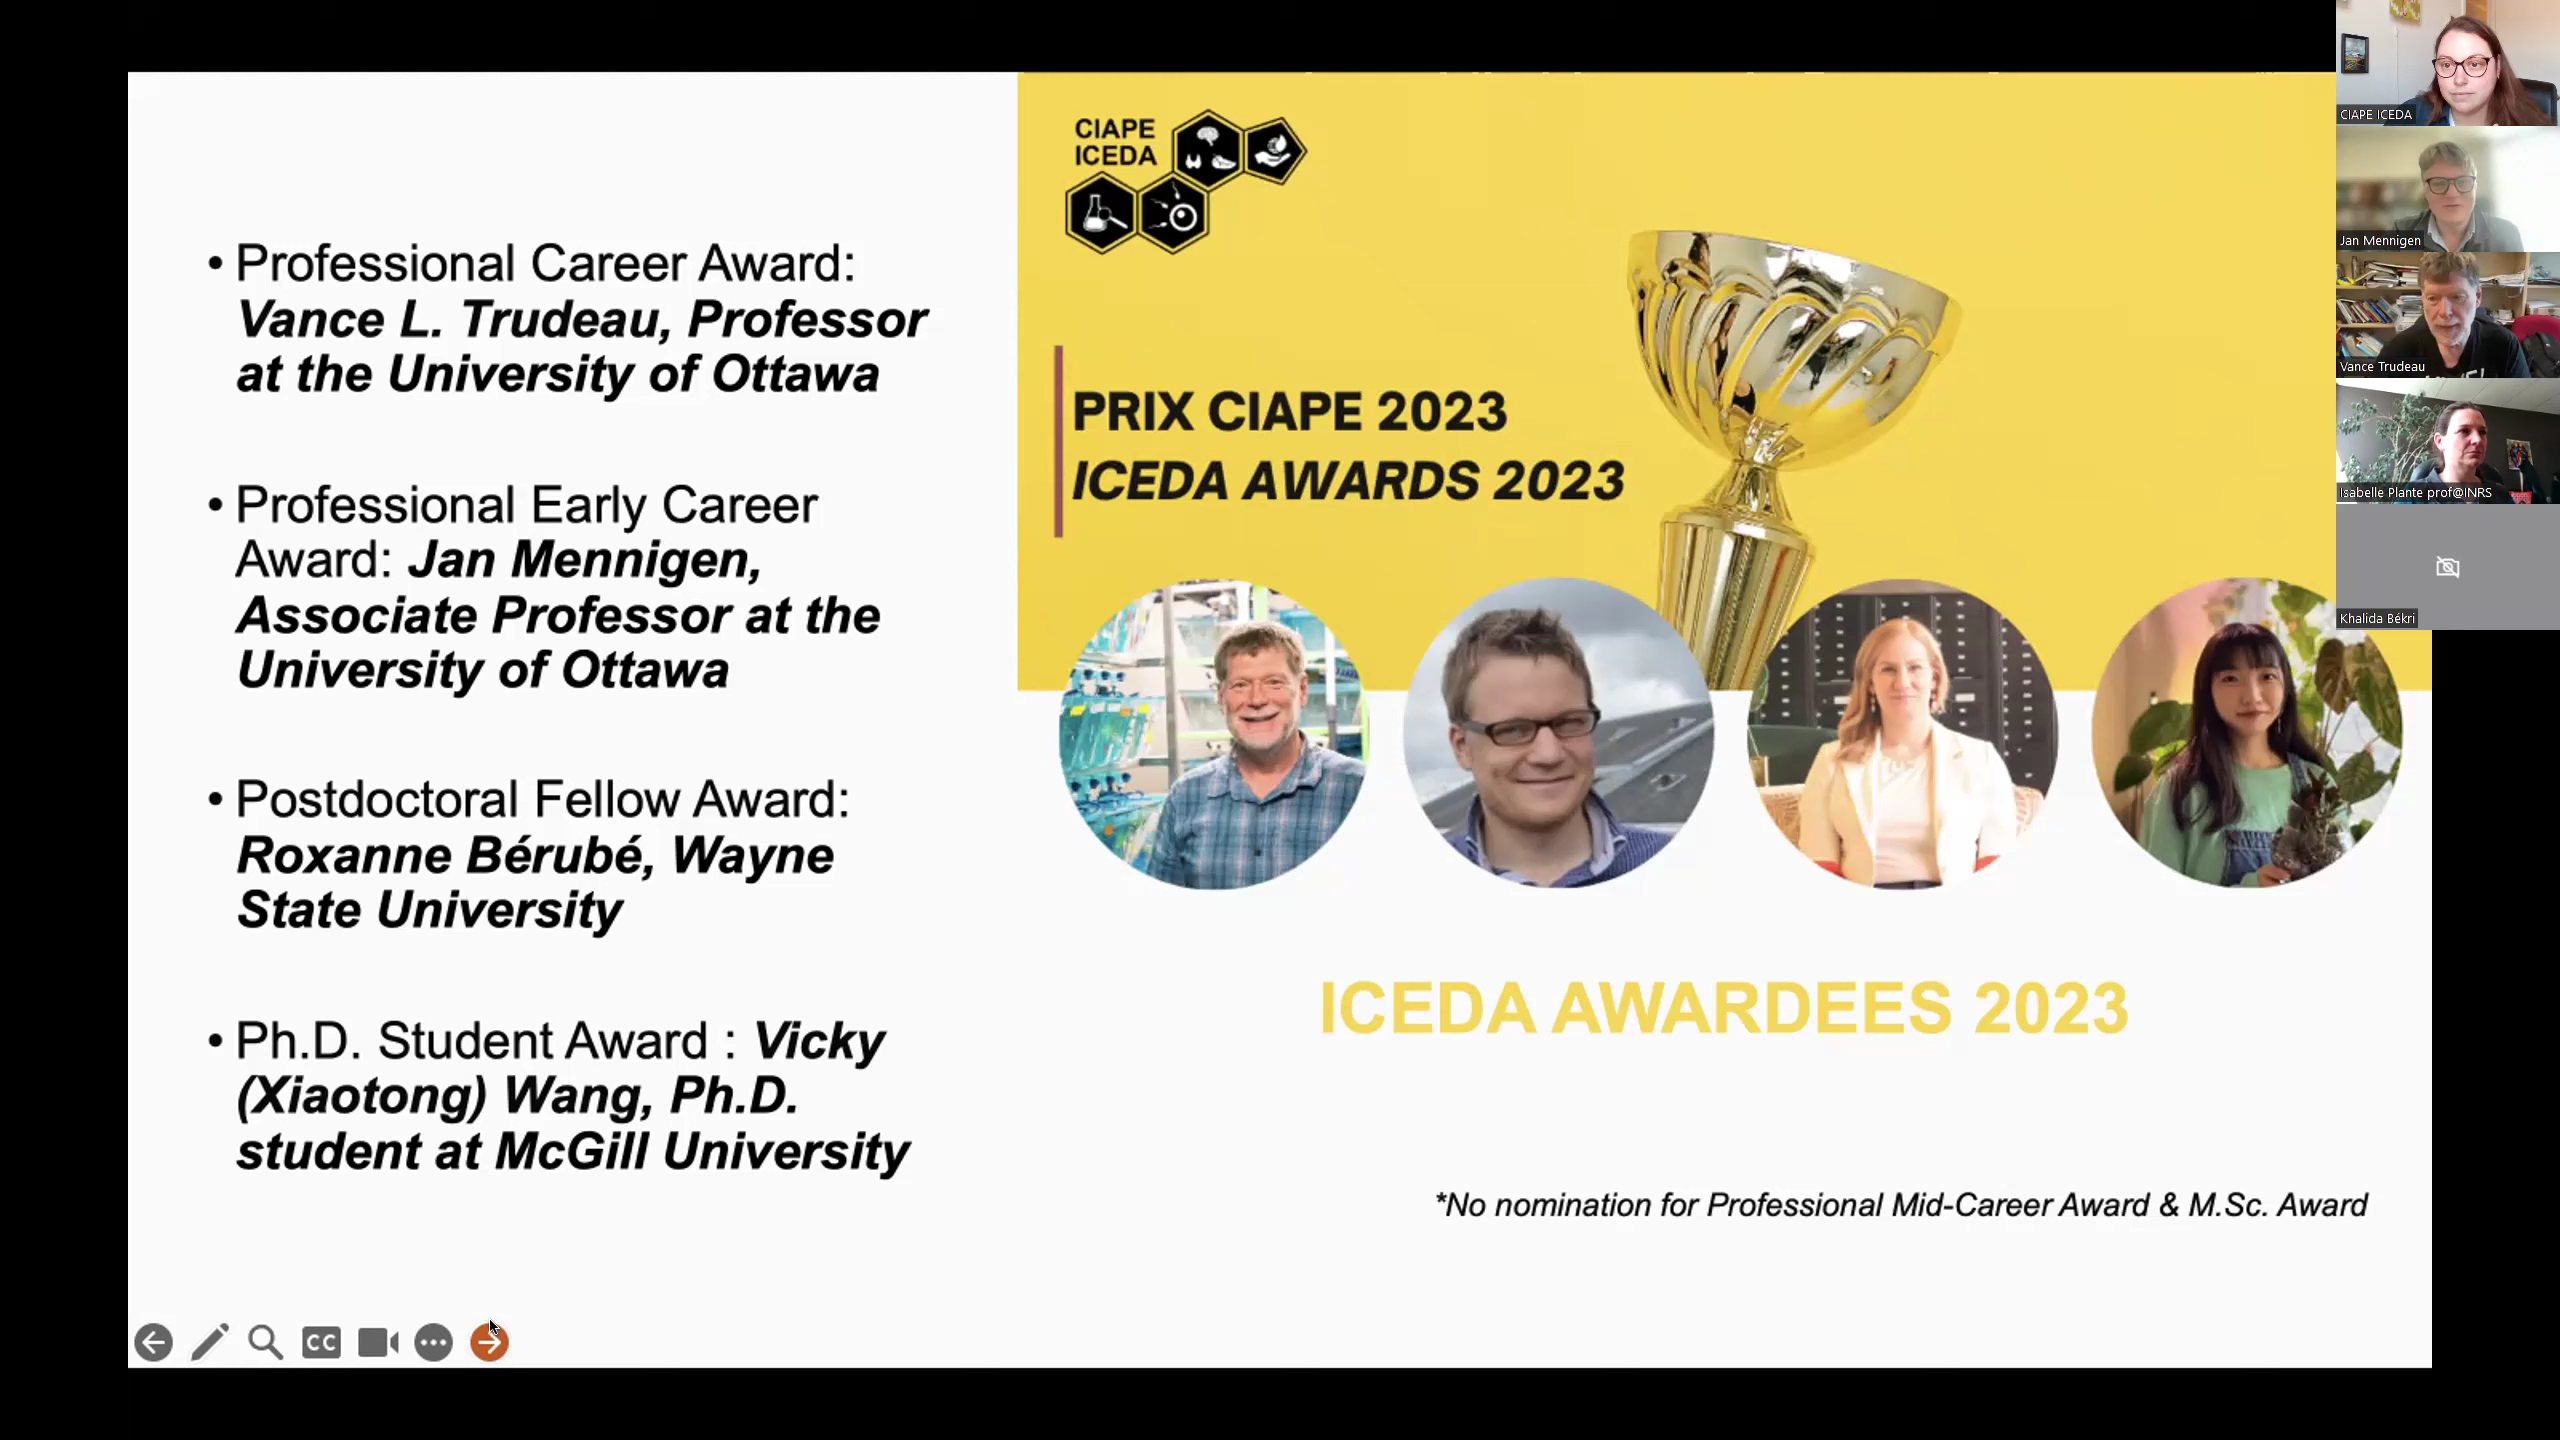 • Professional Career Award:
Vance L. Trudeau, Professor
at the University of Ottawa
• Professional Early Career
Award: Jan Mennigen,
Associate Professor at the
University of Ottawa
• Postdoctoral Fellow Award:
Roxanne Bérubé, Wayne
State University
• Ph.D. Student Award : Vicky
(Xiaotong) Wang, Ph.D.
student at McGill University
CIAPE
ICEDA
PRIX CIAPE 2023
ICEDA AWARDS 2023
ICEDA AWARDEES 2023
*No nomination for Professional Mid-Career Award & M.Sc. Award
CC
CIAPE ICEDA
Jan Mennigen
Vance Trudeau
Isabelle Plante prof@INRS
Khalida Békri